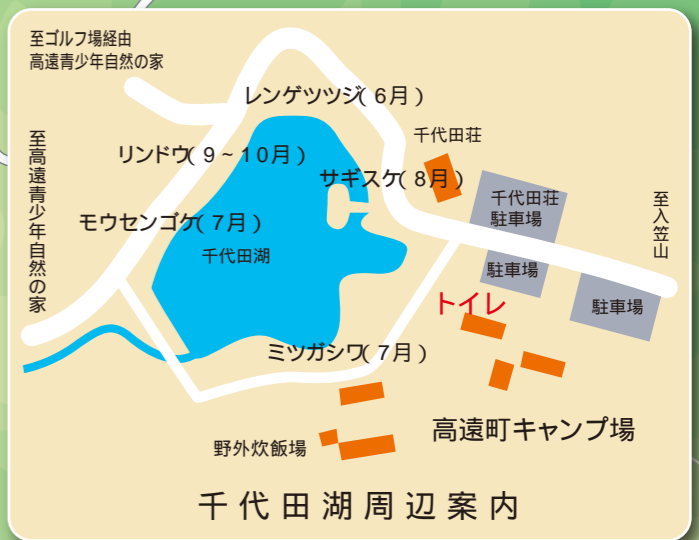 至ゴルフ場経由
高遠青少年自然の家
レンゲツツジ(6月)
千代田荘
至高遠青少年自然の家
リンドウ(9~10月)
サギスケ(8月)
千代田荘
駐車場
至入笠山
モウセンゴケ(7月)
千代田湖
駐車場
トイレ
駐車場
ミツガシワ(7月)
高遠町キャンプ場
野外炊飯場
千代田湖周辺案内